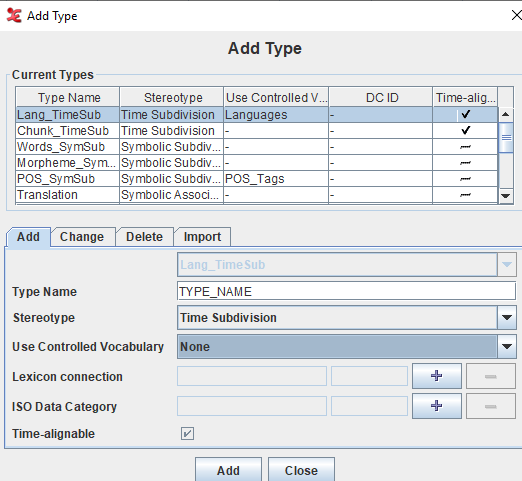 Add Type
Add Type
Current Types
Type Name Stereotype Use Controlled V... DC ID Time-alig...
Lang_TimeSub Time Subdivision Languages -
Chunk_TimeSub Time Subdivision - -
Words_SymSub Symbolic Subdiv... - -
Morpheme_Sym... Symbolic Subdiv... - -
POS_SymSub Symbolic Subdiv... POS_Tags -
Translation Symbolic Associ... - -
Add Change Delete Import
Lang_TimeSub
Type Name TYPE_NAME
Stereotype Time Subdivision
Use Controlled Vocabulary None
Lexicon connection + −
ISO Data Category + −
Time-alignable
Add Close